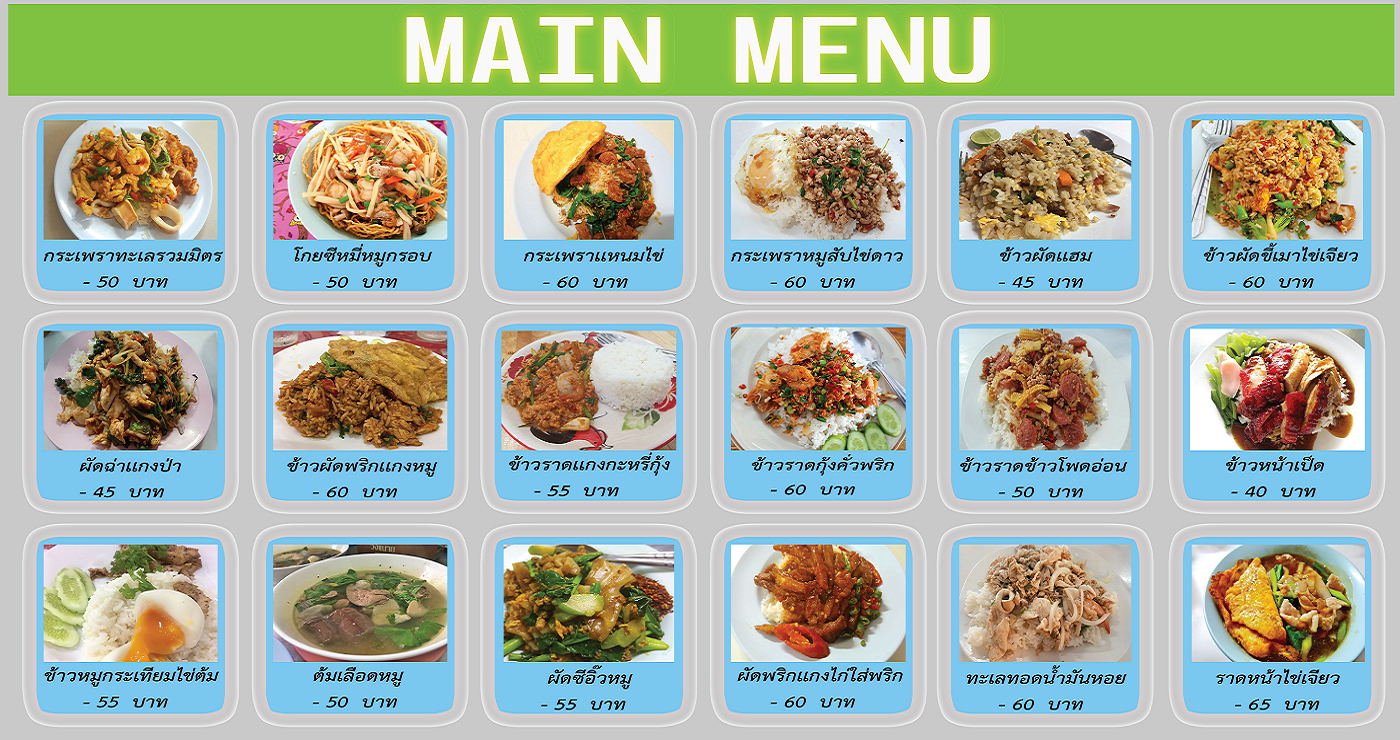 MAIN MENU
กระเพราทะเลรวมมิตร
- 50 บาท
โกยซีหมี่หมูกรอบ
- 50 บาท
กระเพราแหนมไข่
- 60 บาท
กระเพราหมูสับไข่ดาว
- 60 บาท
ข้าวผัดแฮม
- 45 บาท
ข้าวผัดขี้เมาไข่เจียว
- 60 บาท
ผัดฉ่าแกงป่า
- 45 บาท
ข้าวผัดพริกแกงหมู
- 60 บาท
ข้าวราดแกงกะหรี่กุ้ง
- 55 บาท
ข้าวราดกุ้งคั่วพริก
- 60 บาท
ข้าวราดข้าวโพดอ่อน
- 50 บาท
ข้าวหน้าเป็ด
- 40 บาท
ข้าวหมูกระเทียมไข่ต้ม
- 55 บาท
ต้มเลือดหมู
- 50 บาท
ผัดซีอิ๊วหมู
- 55 บาท
ผัดพริกแกงไก่ใส่พริก
- 60 บาท
ทะเลทอดน้ำมันหอย
- 60 บาท
ราดหน้าไข่เจียว
- 65 บาท